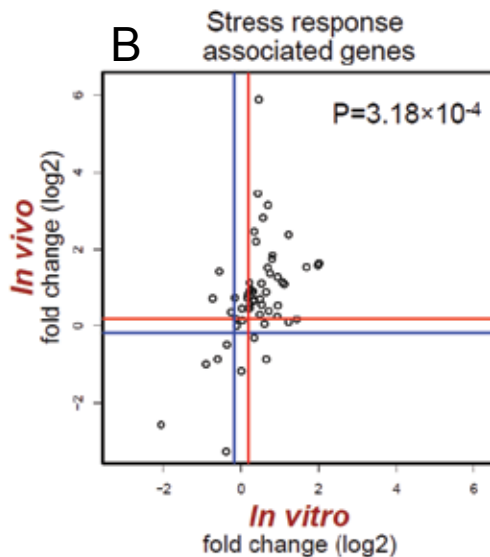 B
Stress response
associated genes
P=3.18×10⁻⁴
In vivo
fold change (log2)
6
4
2
0
−2
−2
0
2
4
6
In vitro
fold change (log2)